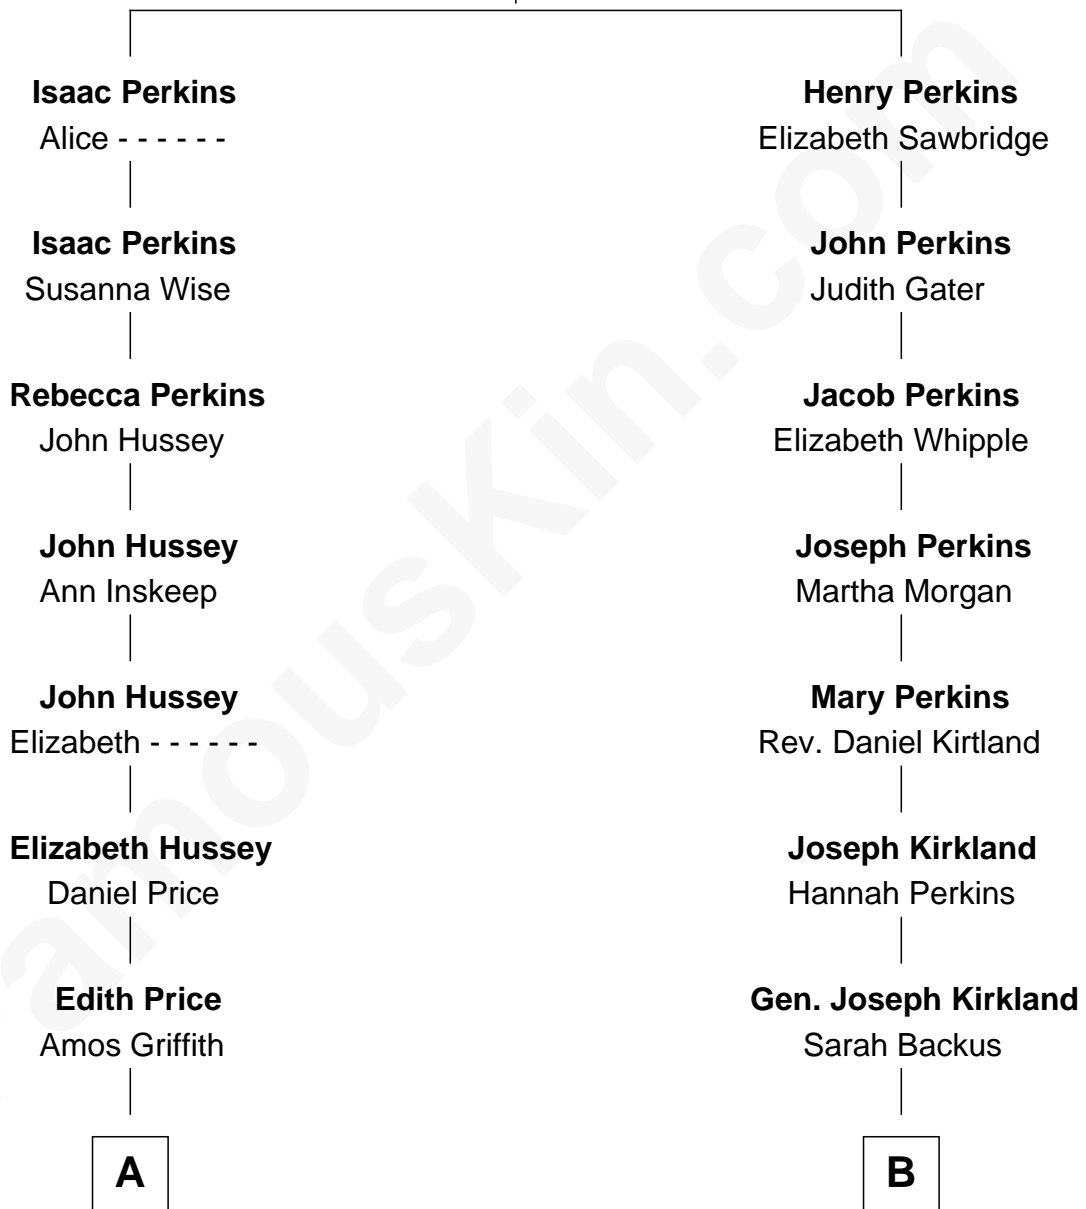 Isaac Perkins
Alice - - - - - -
Isaac Perkins
Susanna Wise
Rebecca Perkins
John Hussey
John Hussey
Ann Inskeep
John Hussey
Elizabeth - - - - - -
Elizabeth Hussey
Daniel Price
Edith Price
Amos Griffith
A
Henry Perkins
Elizabeth Sawbridge
John Perkins
Judith Gater
Jacob Perkins
Elizabeth Whipple
Joseph Perkins
Martha Morgan
Mary Perkins
Rev. Daniel Kirtland
Joseph Kirkland
Hannah Perkins
Gen. Joseph Kirkland
Sarah Backus
B
amousKin.com